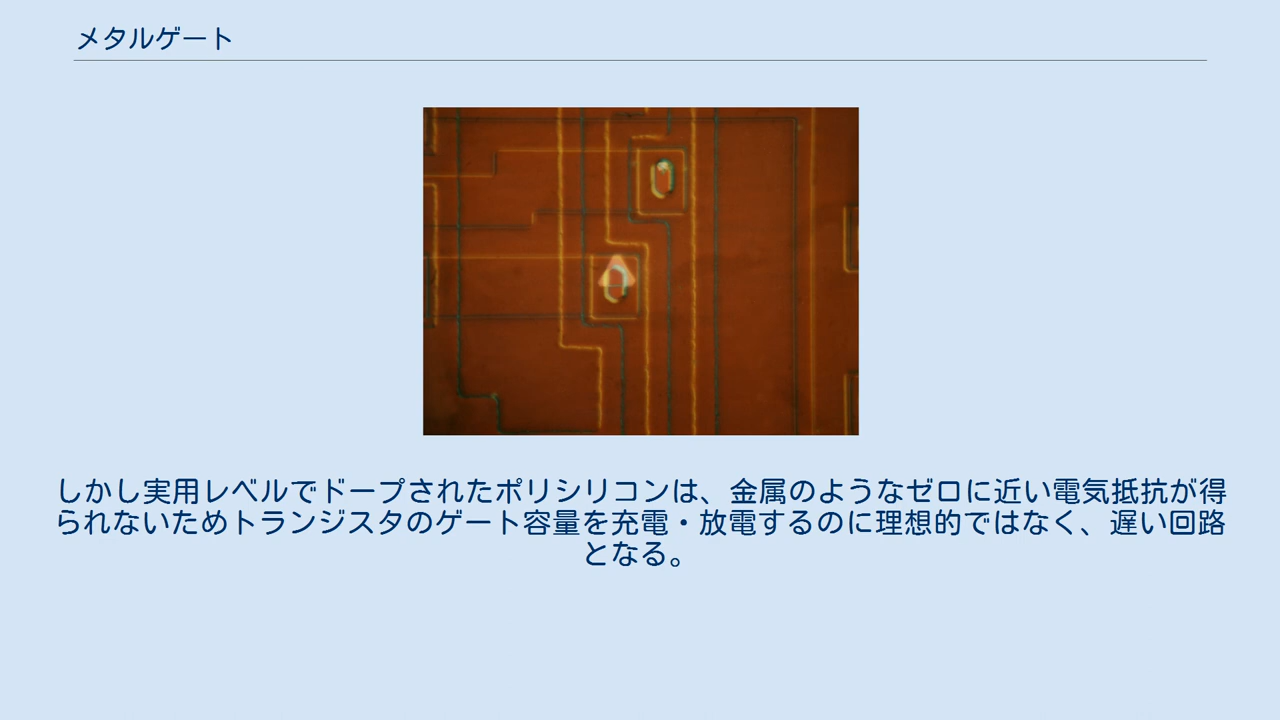 メタルゲート
しかし実用レベルでドープされたポリシリコンは、金属のようなゼロに近い電気抵抗が得
られないためトランジスタのゲート容量を充電・放電するのに理想的ではなく、遅い回路
となる。